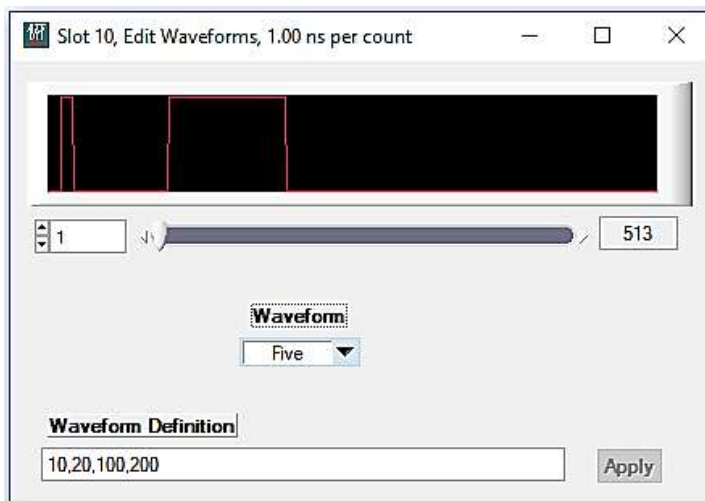 Slot 10, Edit Waveforms, 1.00 ns per count
1
513
Waveform
Five
Waveform Definition
10,20,100,200
Apply